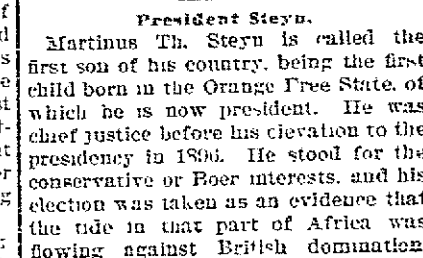 President Steyn.
Martinus Th. Steyn is called the
first son of his country, being the first
child born in the Orange Free State, of
which he is now president. He was
chief justice before his elevation to the
presidency in 1896. He stood for the
conservative or Boer interests, and his
election was taken as an evidence that
the tide in that part of Africa was
flowing against British domination